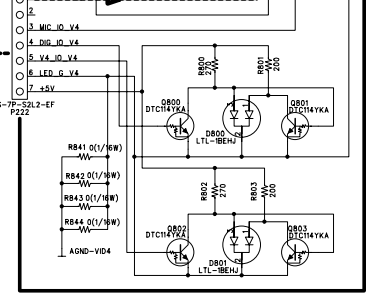 2
3 MIC_IO_V4
4 DIG_IO_V4
5 V4_IO_V4
6 LED_G_V4
7 +5V
S-7P-S2L2-EF
P222
R800
270
R801
200
Q800
DTC114YKA
Q801
DTC114YKA
D800
LTL-1BEHJ
R841 0(1/16W)
R842 0(1/16W)
R843 0(1/16W)
R844 0(1/16W)
AGND-VID4
R802
270
R803
200
Q802
DTC114YKA
Q803
DTC114YKA
D801
LTL-1BEHJ